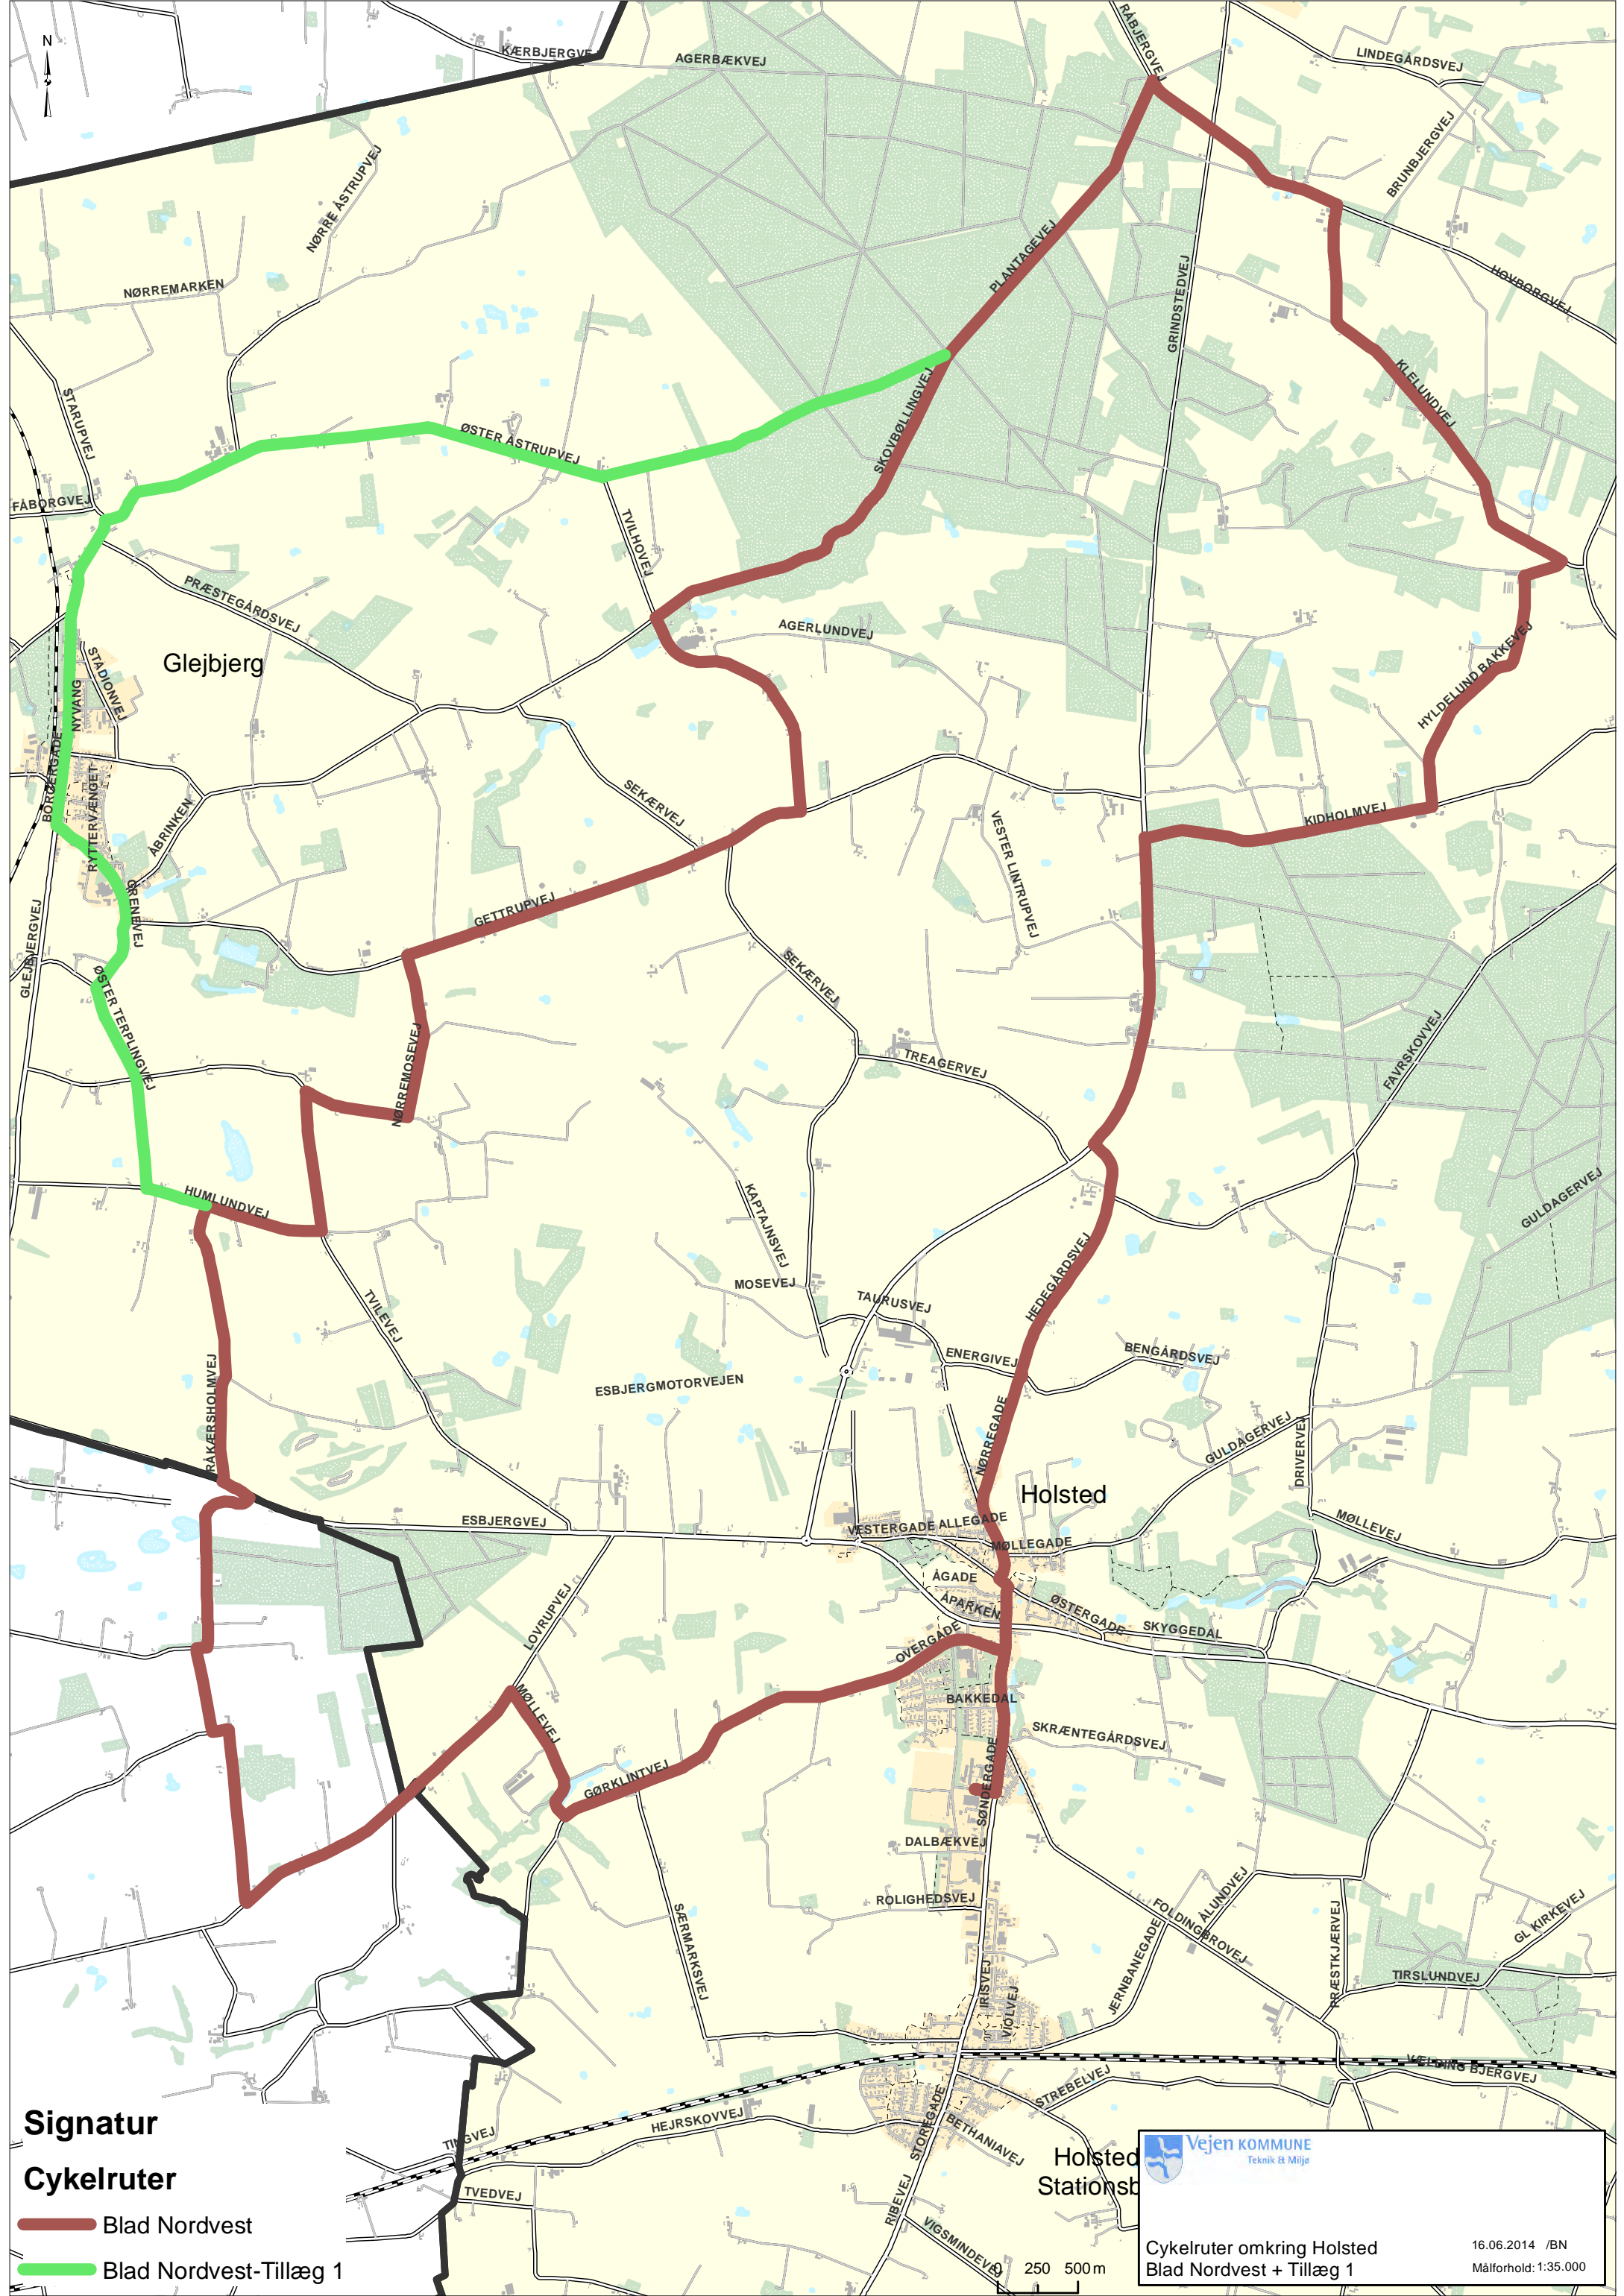 N
KÆRBJERGVEJ
AGERBÆKVEJ
RÅBJERGVEJ
LINDEGÅRDSVEJ
BRUNBJERGVEJ
NØRRE ÅSTRUPVEJ
NØRREMARKEN
PLANTAGEVEJ
GRINDSTEDVEJ
HOVBORGVEJ
STARUPVEJ
KLELUNDVEJ
SKOVBØLLINGVEJ
ØSTER ÅSTRUPVEJ
FÅBORGVEJ
TVILHOVEJ
PRÆSTEGÅRDSVEJ
AGERLUNDVEJ
Glejbjerg
STADIONVEJ
NYVANG
HYLDELUND BAKKEVEJ
BORGERGADE
RYTTERVÆNGET
ÅBRINKEN
SEKÆRVEJ
KIDHOLMVEJ
VESTER LINTRUPVEJ
GRENEVEJ
GETTRUPVEJ
GLEJBJERGVEJ
ØSTER TERPLINGVEJ
SEKÆRVEJ
NØRREMOSEVEJ
TREAGERVEJ
FAVRSKOVVEJ
HUMLUNDVEJ
KAPTAJNSVEJ
GULDAGERVEJ
MOSEVEJ
HEDEGÅRDSVEJ
TVILEVEJ
TAURUSVEJ
ENERGIVEJ
BENGÅRDSVEJ
ESBJERGMOTORVEJEN
RÅKÆRSHOLMVEJ
NØRREGADE
GULDAGERVEJ
DRIVERVEJ
Holsted
ESBJERGVEJ
VESTERGADE ALLEGADE
MØLLEGADE
MØLLEVEJ
ÅGADE
ÅPARKEN
ØSTERGADE
SKYGGEDAL
LOVRUPVEJ
OVERGADE
MØLLEVEJ
BAKKEDAL
SKRÆNTEGÅRDSVEJ
GØRKLINTVEJ
SØNDERGADE
DALBÆKVEJ
ROLIGHEDSVEJ
SÆRMARKSVEJ
FOLDINGBROVEJ
ÅLUNDVEJ
GL KIRKEVEJ
JERNBANEGADE
PRÆSTKJÆRVEJ
TIRSLUNDVEJ
IRISVEJ
VIOLVEJ
VÆLDING BJERGVEJ
STREBELVEJ
HEJRSKOVVEJ
STOREGADE
BETHANIAVEJ
TINGVEJ
TVEDVEJ
RIBEVEJ
VIGSMINDEVEJ
Holsted
Stationsb
Signatur
Cykelruter
Blad Nordvest
Blad Nordvest-Tillæg 1
0 250 500 m
Vejen KOMMUNE
Teknik & Miljø
Cykelruter omkring Holsted
Blad Nordvest + Tillæg 1
16.06.2014 /BN
Målforhold: 1:35.000